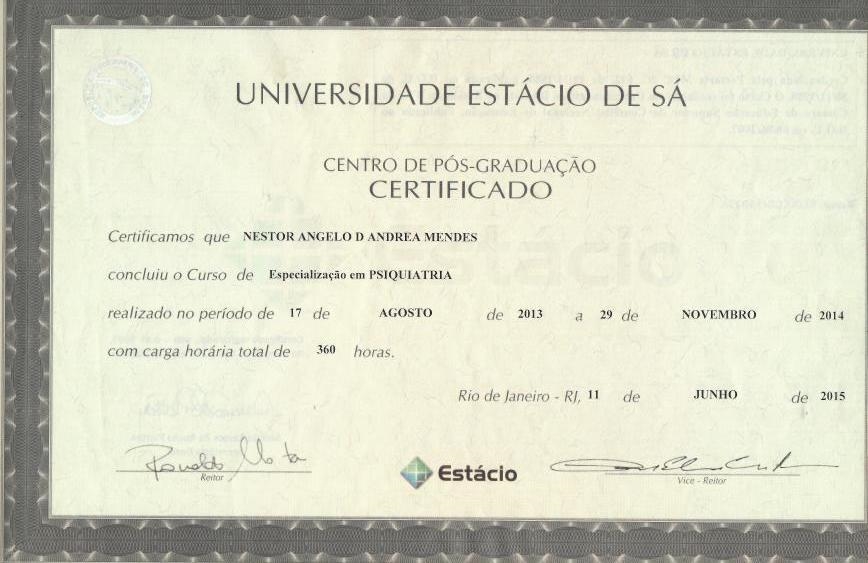 UNIVERSIDADE ESTÁCIO DE SÁ
CENTRO DE PÓS-GRADUAÇÃO
CERTIFICADO
Certificamos que NESTOR ANGELO D ANDREA MENDES
concluiu o Curso de Especialização em PSIQUIATRIA
realizado no período de 17 de AGOSTO de 2013 a 29 de NOVEMBRO de 2014
com carga horária total de 360 horas.
Rio de Janeiro - RJ, 11 de JUNHO de 2015
Reitor
Estácio
Vice - Reitor